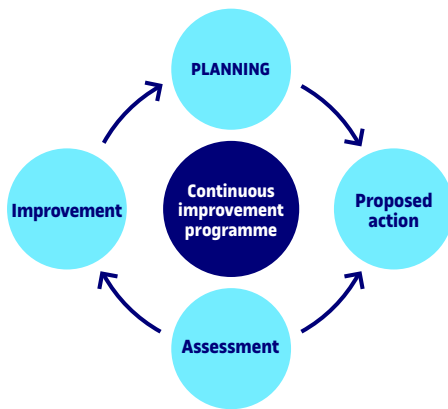 PLANNING
Continuous
improvement
programme
Improvement
Proposed
action
Assessment